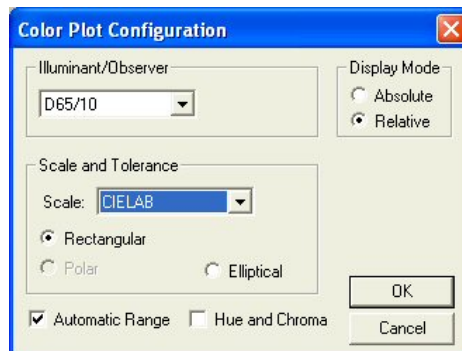 Color Plot Configuration
Illuminant/Observer
D65/10
Display Mode
Absolute
Relative
Scale and Tolerance
Scale: CIELAB
Rectangular
Polar
Elliptical
Automatic Range
Hue and Chroma
OK
Cancel